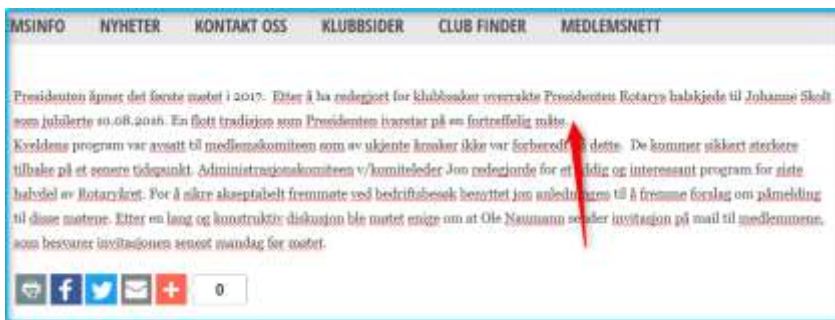 MSINFO NYHETER KONTAKT OSS KLUBBSIDER CLUB FINDER MEDLEMSNETT
Presidenten åpner det første møtet i 2017. Etter å ha redegjort for klubbsaker overrakte Presidenten Rotarys halskjede til Johanne Skolt
som jubilerte 10.08.2016. En flott tradisjon som Presidenten ivaretar på en fortreffelig måte.
Kveldens program var avsatt til medlemskomiteen som av ukjente årsaker ikke var forberedt på dette. De kommer sikkert sterkere
tilbake på et senere tidspunkt. Administrasjonskomiteen v/komiteleder Jon redegjorde for et fyldig og interessant program for siste
halvdel av Rotaryåret. For å sikre akseptabelt fremmøte ved bedriftsbesøk benyttet jon anledningen til å fremme forslag om påmelding
til disse møtene. Etter en lang og konstruktiv diskusjon ble møtet enige om at Ole Naumann sender invitasjon på mail til medlemmene,
som besvarer invitasjonen senest mandag før møtet.
0